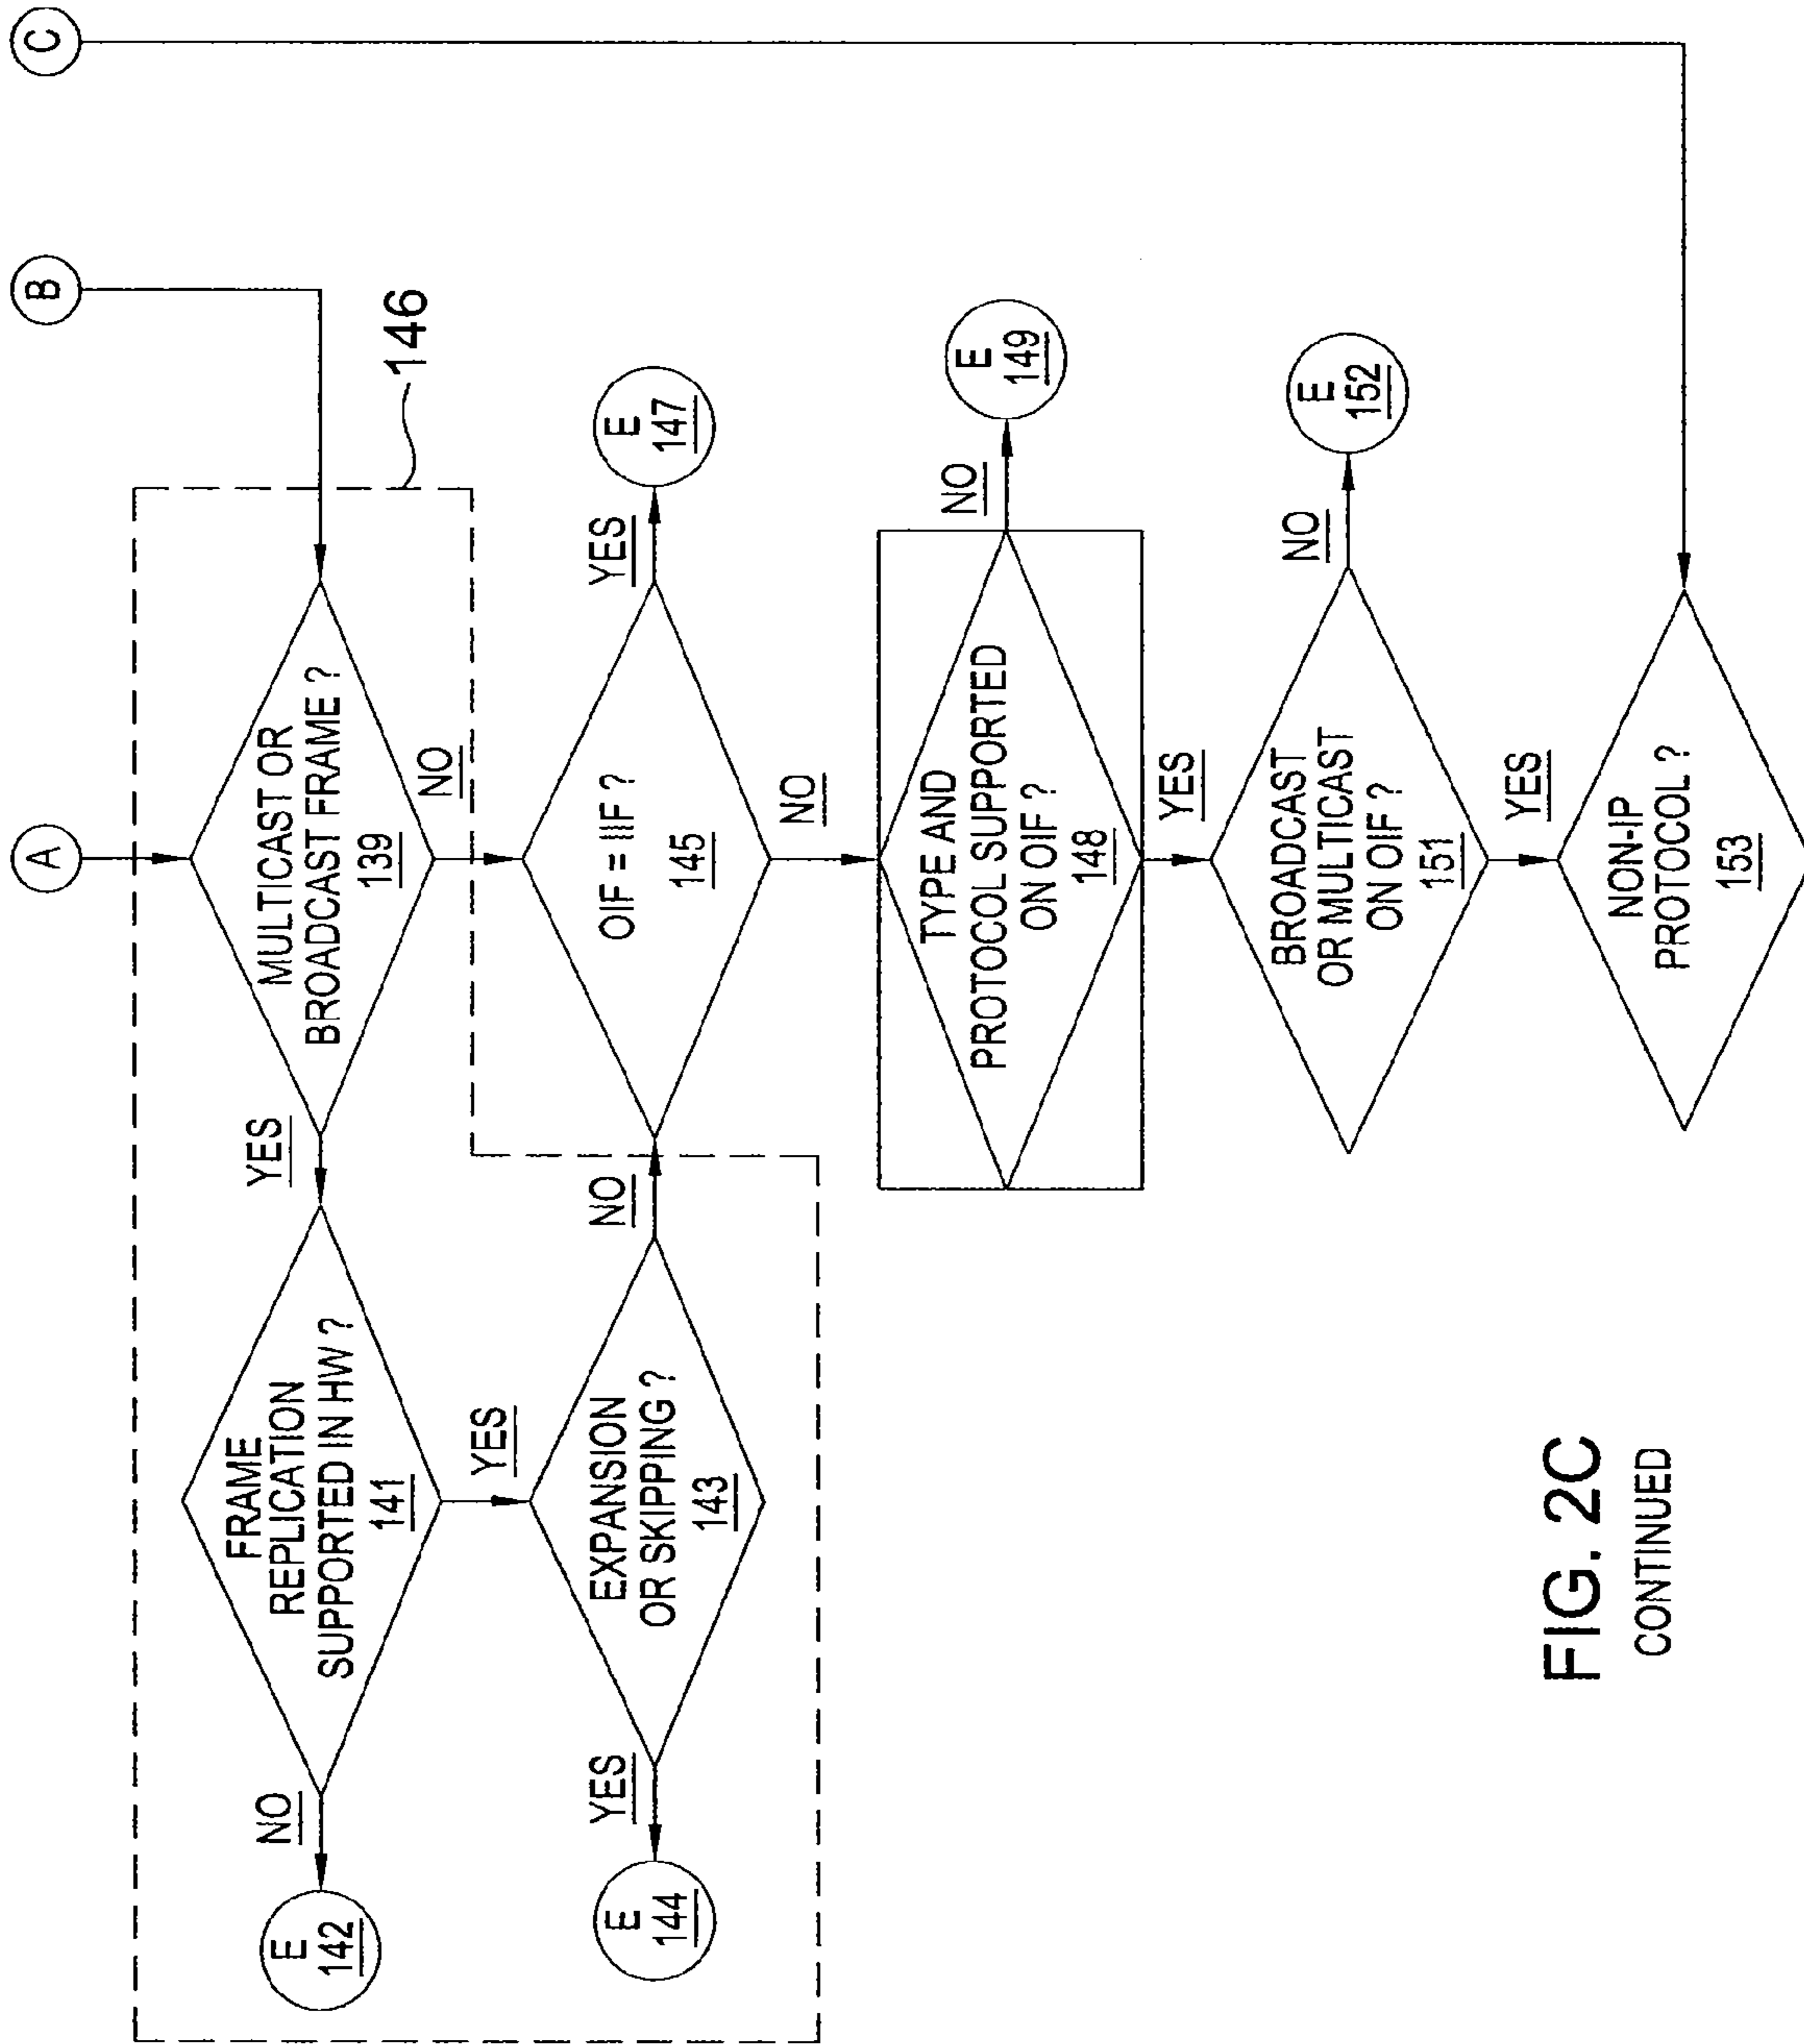 A
B
C
146
NO
E
142
FRAME
REPLICATION
SUPPORTED IN HW ?
141
YES
MULTICAST OR
BROADCAST FRAME ?
139
YES
NO
YES
E
144
EXPANSION
OR SKIPPING ?
143
NO
OIF = IIF ?
145
YES
E
147
NO
TYPE AND
PROTOCOL SUPPORTED
ON OIF ?
148
NO
E
149
YES
BROADCAST
OR MULTICAST
ON OIF ?
151
NO
E
152
YES
NON-IP
PROTOCOL ?
153
FIG. 2C
CONTINUED